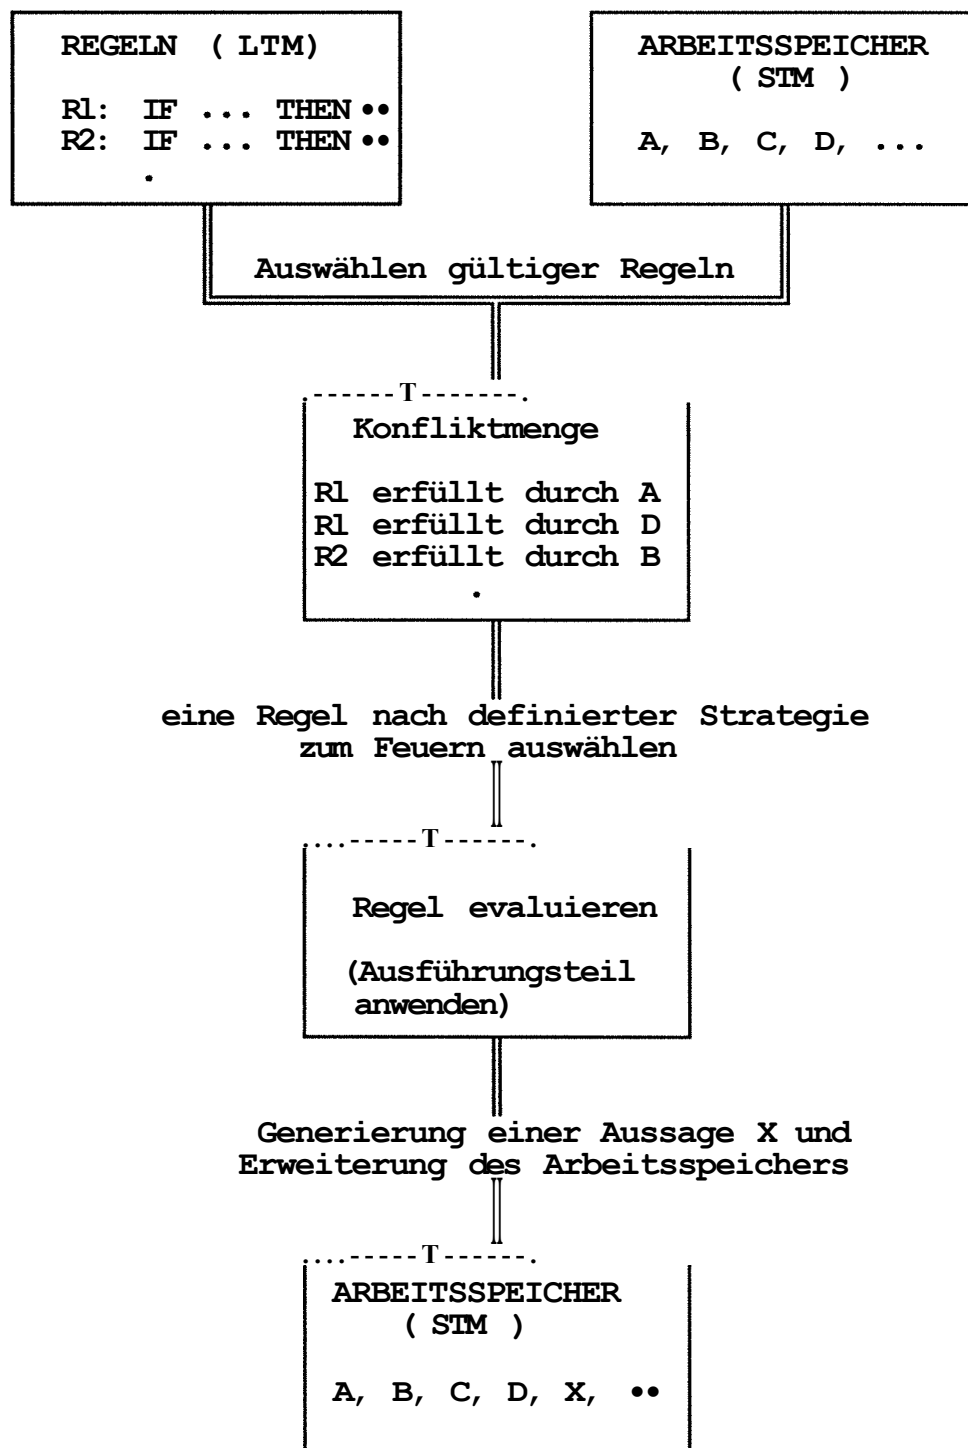 REGELN ( LTM)
R1: IF ... THEN ••
R2: IF ... THEN ••
.
ARBEITSSPEICHER
( STM )
A, B, C, D, ...
Auswählen gültiger Regeln
.------T-------.
Konfliktmenge
R1 erfüllt durch A
R1 erfüllt durch D
R2 erfüllt durch B
.
eine Regel nach definierter Strategie
zum Feuern auswählen
....-----T------.
Regel evaluieren
(Ausführungsteil
anwenden)
Generierung einer Aussage X und
Erweiterung des Arbeitsspeichers
....-----T------.
ARBEITSSPEICHER
( STM )
A, B, C, D, X, ••